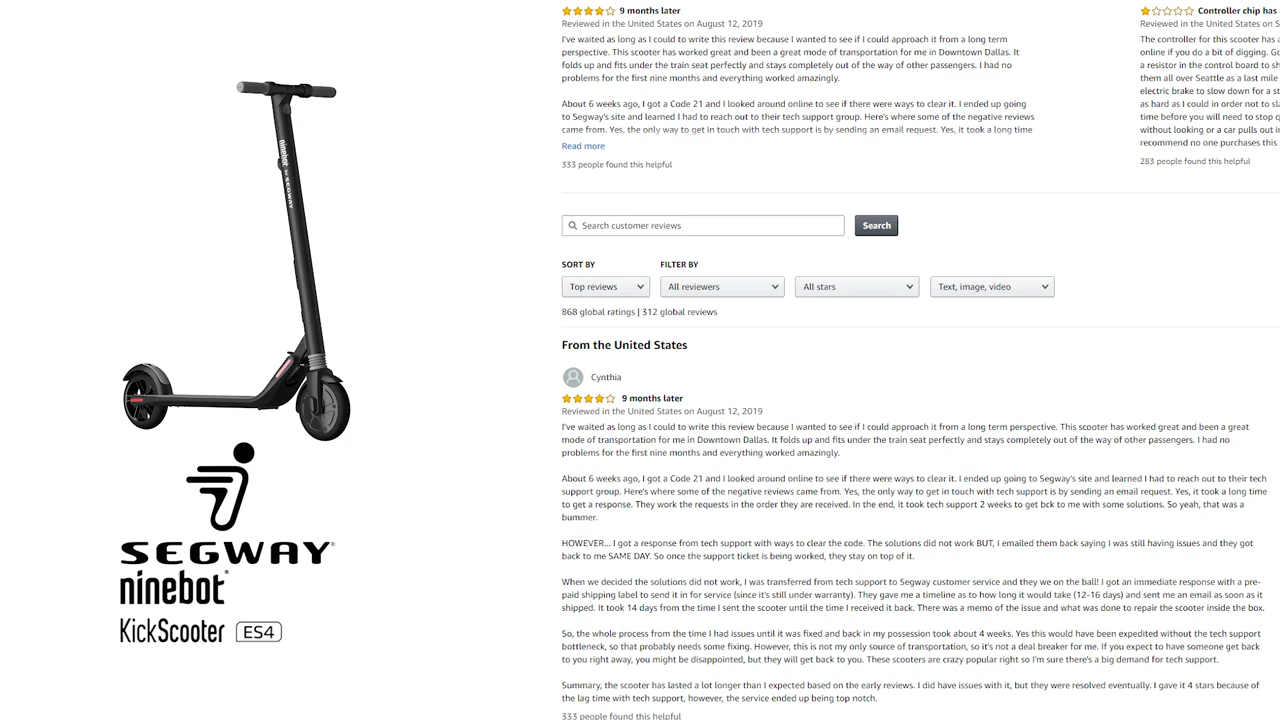 ninebot by SEGWAY
SEGWAY
ninebot
KickScooter ES4
9 months later
Reviewed in the United States on August 12, 2019
I've waited as long as I could to write this review because I wanted to see if I could approach it from a long term
perspective. This scooter has worked great and been a great mode of transportation for me in Downtown Dallas. It
folds up and fits under the train seat perfectly and stays completely out of the way of other passengers. I had no
problems for the first nine months and everything worked amazingly.
About 6 weeks ago, I got a Code 21 and I looked around online to see if there were ways to clear it. I ended up going
to Segway's site and learned I had to reach out to their tech support group. Here's where some of the negative reviews
came from. Yes, the only way to get in touch with tech support is by sending an email request. Yes, it took a long time
Read more
333 people found this helpful
Controller chip has
Reviewed in the United States on S
The controller for this scooter has a
online if you do a bit of digging. Go
a resistor in the control board to sh
them all over Seattle as a last mile
electric brake to slow down for a st
as hard as I could in order not to sl
time before you will need to stop q
without looking or a car pulls out i
recommend no one purchases this
283 people found this helpful
Search customer reviews
Search
SORT BY
FILTER BY
Top reviews
All reviewers
All stars
Text, image, video
868 global ratings | 312 global reviews
From the United States
Cynthia
9 months later
Reviewed in the United States on August 12, 2019
I've waited as long as I could to write this review because I wanted to see if I could approach it from a long term perspective. This scooter has worked great and been a great
mode of transportation for me in Downtown Dallas. It folds up and fits under the train seat perfectly and stays completely out of the way of other passengers. I had no
problems for the first nine months and everything worked amazingly.
About 6 weeks ago, I got a Code 21 and I looked around online to see if there were ways to clear it. I ended up going to Segway's site and learned I had to reach out to their tech
support group. Here's where some of the negative reviews came from. Yes, the only way to get in touch with tech support is by sending an email request. Yes, it took a long time
to get a response. They work the requests in the order they are received. In the end, it took tech support 2 weeks to get bck to me with some solutions. So yeah, that was a
bummer.
HOWEVER... I got a response from tech support with ways to clear the code. The solutions did not work BUT, I emailed them back saying I was still having issues and they got
back to me SAME DAY. So once the support ticket is being worked, they stay on top of it.
When we decided the solutions did not work, I was transferred from tech support to Segway customer service and they we on the ball! I got an immediate response with a pre-
paid shipping label to send it in for service (since it's still under warranty). They gave me a timeline as to how long it would take (12-16 days) and sent me an email as soon as it
shipped. It took 14 days from the time I sent the scooter until the time I received it back. There was a memo of the issue and what was done to repair the scooter inside the box.
So, the whole process from the time I had issues until it was fixed and back in my possession took about 4 weeks. Yes this would have been expedited without the tech support
bottleneck, so that probably needs some fixing. However, this is not my only source of transportation, so it's not a deal breaker for me. If you expect to have someone get back
to you right away, you might be disappointed, but they will get back to you. These scooters are crazy popular right so I'm sure there's a big demand for tech support.
Summary, the scooter has lasted a lot longer than I expected based on the early reviews. I did have issues with it, but they were resolved eventually. I gave it 4 stars because of
the lag time with tech support, however, the service ended up being top notch.
333 people found this helpful